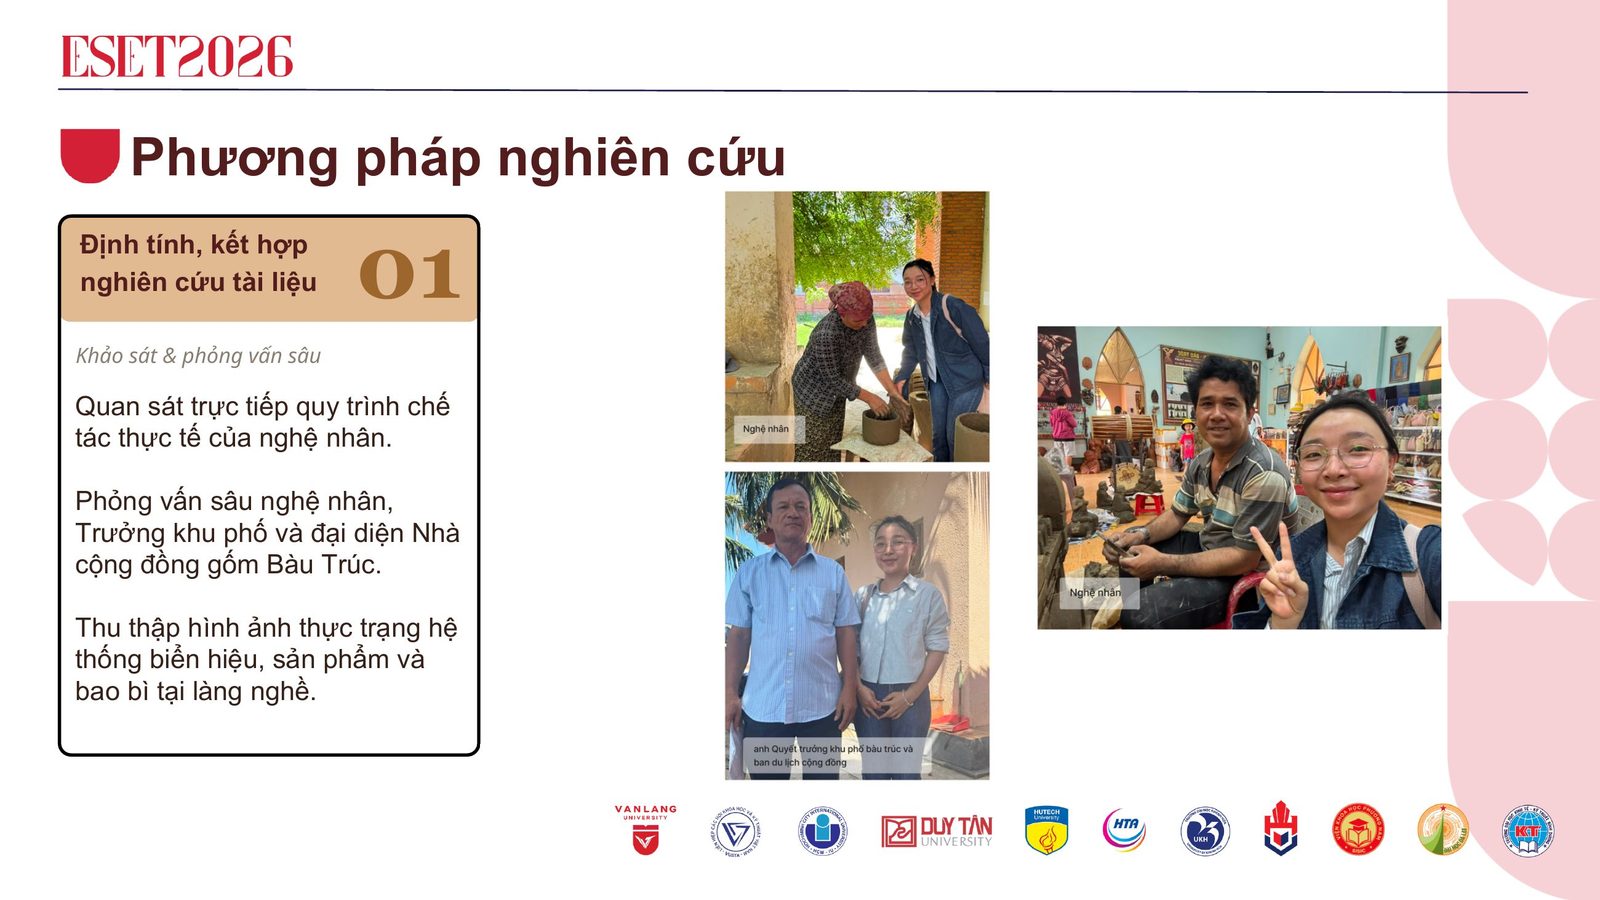 ESET2026
Phương pháp nghiên cứu
Định tính, kết hợp
nghiên cứu tài liệu
01
Khảo sát & phỏng vấn sâu
Quan sát trực tiếp quy trình chế
tác thực tế của nghệ nhân.
Phỏng vấn sâu nghệ nhân,
Trưởng khu phố và đại diện Nhà
cộng đồng gốm Bàu Trúc.
Thu thập hình ảnh thực trạng hệ
thống biển hiệu, sản phẩm và
bao bì tại làng nghề.
Nghệ nhân
anh Quyết trưởng khu phố bàu trúc và
ban du lịch cộng đồng
Nghệ nhân
VANLANG
UNIVERSITY
DUY TÂN
UNIVERSITY
HUTECH
University
HTA
UKH